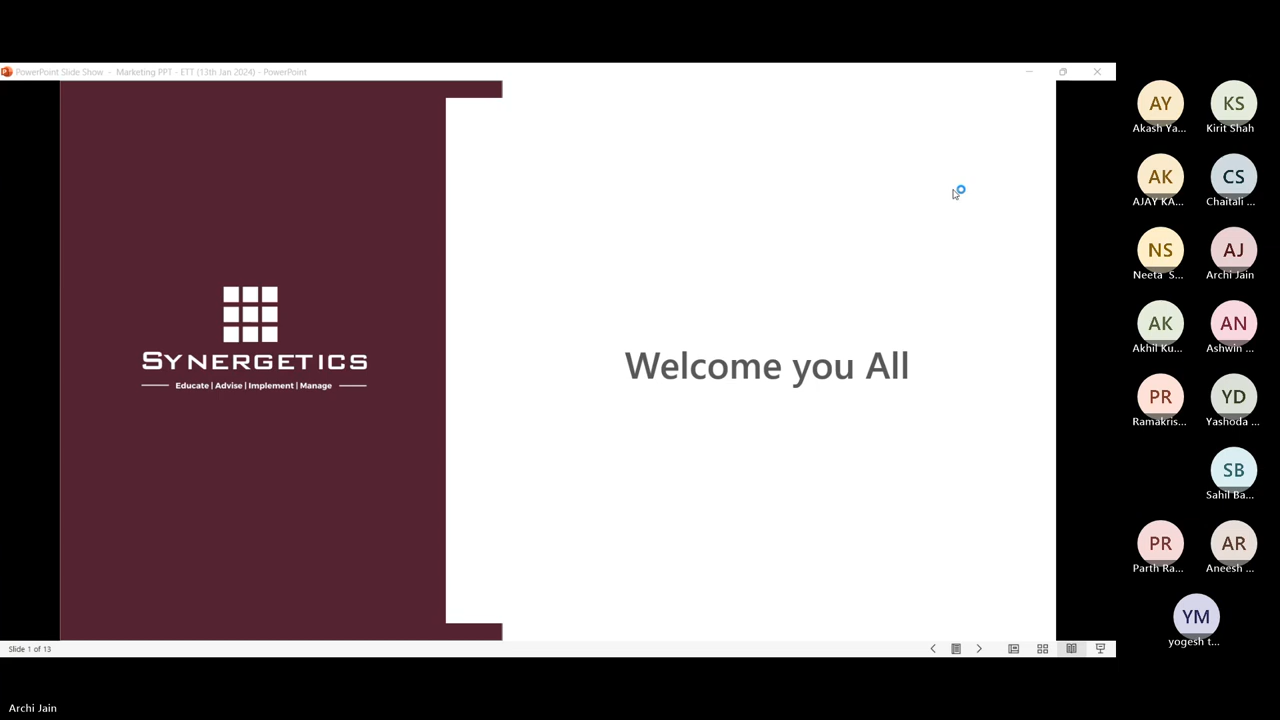 PowerPoint Slide Show - Marketing PPT - ETT (13th Jan 2024) - PowerPoint
SYNERGETICS
Educate | Advise | Implement | Manage
Welcome you All
Slide 1 of 13
AY
Akash Ya...
KS
Kirit Shah
AK
AJAY KA...
CS
Chaitali ...
NS
Neeta S...
AJ
Archi Jain
AK
Akhil Ku...
AN
Ashwin ...
PR
Ramakris...
YD
Yashoda ...
SB
Sahil Ba...
PR
Parth Ra...
AR
Aneesh ...
YM
yogesh t...
Archi Jain